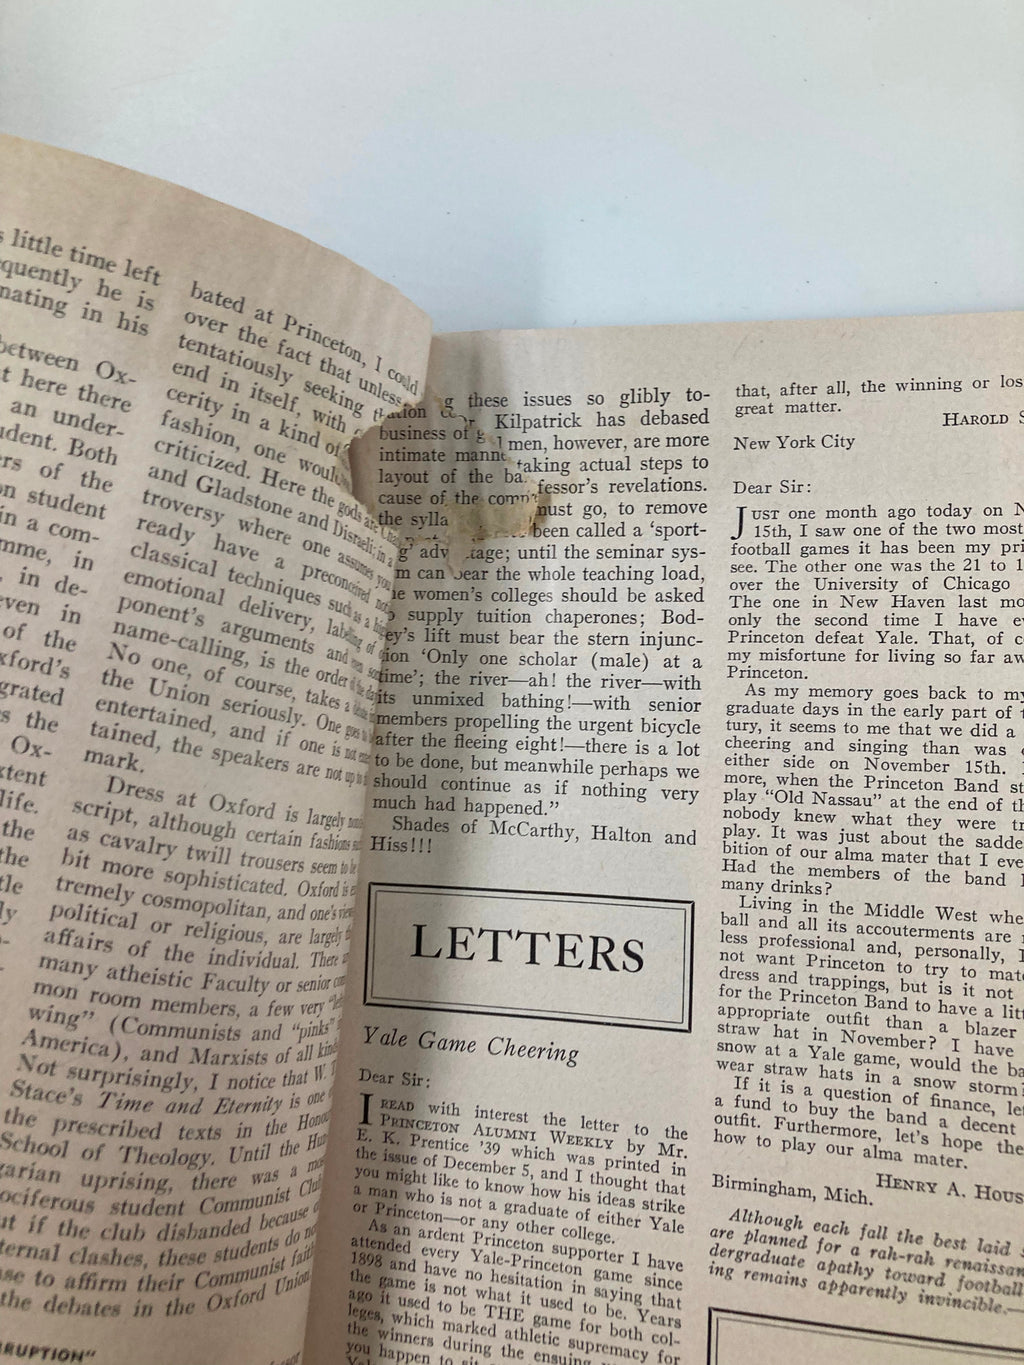 s little time left
equently he is
nating in his
between Ox-
t here there
an under-
udent. Both
ers of the
on student
in a com-
mme, in
, in de-
even in
of the
xford's
grated
s the
Ox-
xtent
life.
the
the
tle
ly
bated at Princeton, I could
over the fact that unless
tentatiously seeking
end in itself, with
cerity in a kind of
fashion, one would
criticized. Here the gods are
and Gladstone and Disraeli; in a
troversy where one assumes you
ready have a preconceived
classical techniques such as a
emotional delivery, labeling of
ponent's arguments and
name-calling, is the order of the day
No one, of course, takes a
the Union seriously. One goes to
entertained, and if one is not
tained, the speakers are not up to
mark.
Dress at Oxford is largely
script, although certain fashions
as cavalry twill trousers seem to be
bit more sophisticated. Oxford is
tremely cosmopolitan, and one's
political or religious, are largely
affairs of the individual. There
many atheistic Faculty or senior
mon room members, a few very
wing" (Communists and "pinks"
America), and Marxists of all
Not surprisingly, I notice that W. T.
Stace's Time and Eternity is one
the prescribed texts in the
School of Theology. Until the
garian uprising, there was a
ociferous student Communist Club
ut if the club disbanded because
ternal clashes, these students do
se to affirm their Communist faith
the debates in the Oxford Union
RUPTION"
g these issues so glibly to-
Kilpatrick has debased
business of men, however, are more
intimate taking actual steps to
layout of the fessor's revelations.
cause of the must go, to remove
the sylla been called a 'sport-
g' adv tage; until the seminar sys-
m can bear the whole teaching load,
he women's colleges should be asked
supply tuition chaperones; Bod-
ey's lift must bear the stern injunc-
tion 'Only one scholar (male) at a
time'; the river—ah! the river—with
its unmixed bathing!—with senior
members propelling the urgent bicycle
after the fleeing eight!—there is a lot
to be done, but meanwhile perhaps we
should continue as if nothing very
much had happened."
Shades of McCarthy, Halton and
Hiss!!!
LETTERS
Yale Game Cheering
Dear Sir:
I READ with interest the letter to the
PRINCETON ALUMNI WEEKLY by Mr.
E. K. Prentice '39 which was printed in
the issue of December 5, and I thought that
you might like to know how his ideas strike
a man who is not a graduate of either Yale
or Princeton—or any other college.
As an ardent Princeton supporter I have
attended every Yale-Princeton game since
1898 and have no hesitation in saying that
the game is not what it used to be. Years
ago it used to be THE game for both col-
leges, which marked athletic supremacy for
the winners during the ensuing
you happen to sit
that, after all, the winning or los
great matter.
HAROLD S
New York City
Dear Sir:
JUST one month ago today on N
15th, I saw one of the two most
football games it has been my pri
see. The other one was the 21 to 1
over the University of Chicago
The one in New Haven last mo
only the second time I have ev
Princeton defeat Yale. That, of c
my misfortune for living so far aw
Princeton.
As my memory goes back to my
graduate days in the early part of t
tury, it seems to me that we did a
cheering and singing than was
either side on November 15th. I
more, when the Princeton Band st
play "Old Nassau" at the end of th
nobody knew what they were tr
play. It was just about the sadde
bition of our alma mater that I eve
Had the members of the band
many drinks?
Living in the Middle West whe
ball and all its accouterments are
less professional and, personally, I
not want Princeton to try to mat
dress and trappings, but is it not
for the Princeton Band to have a litt
appropriate outfit than a blazer
straw hat in November? I have
snow at a Yale game, would the ba
wear straw hats in a snow storm?
If it is a question of finance, let
a fund to buy the band a decent
outfit. Furthermore, let's hope the
how to play our alma mater.
HENRY A. HOUS
Birmingham, Mich.
Although each fall the best laid
are planned for a rah-rah renaissan
dergraduate apathy toward football
ing remains apparently invincible.—